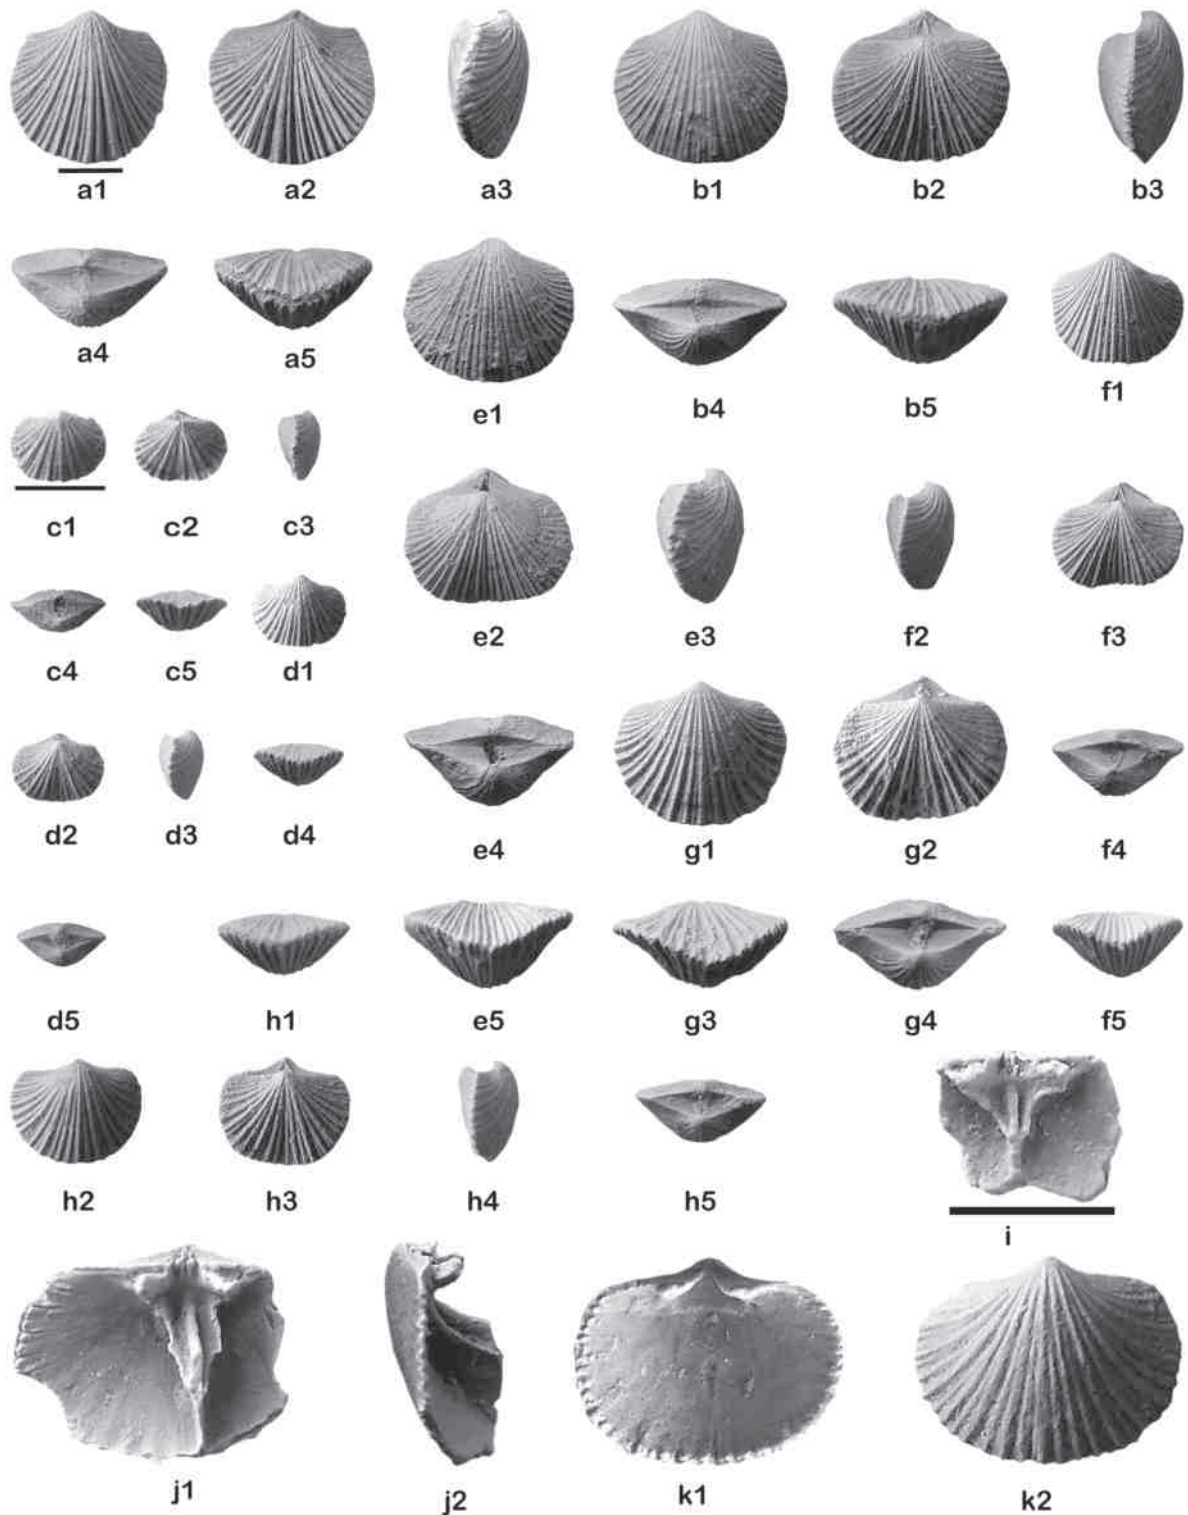 a1 a2 a3 b1 b2 b3
a4 a5 e1 b4 b5 f1
c1 c2 c3 e2 e3 f2 f3
c4 c5 d1
d2 d3 d4 e4 g1 g2 f4
d5 h1 e5 g3 g4 f5
h2 h3 h4 h5 i
j1 j2 k1 k2